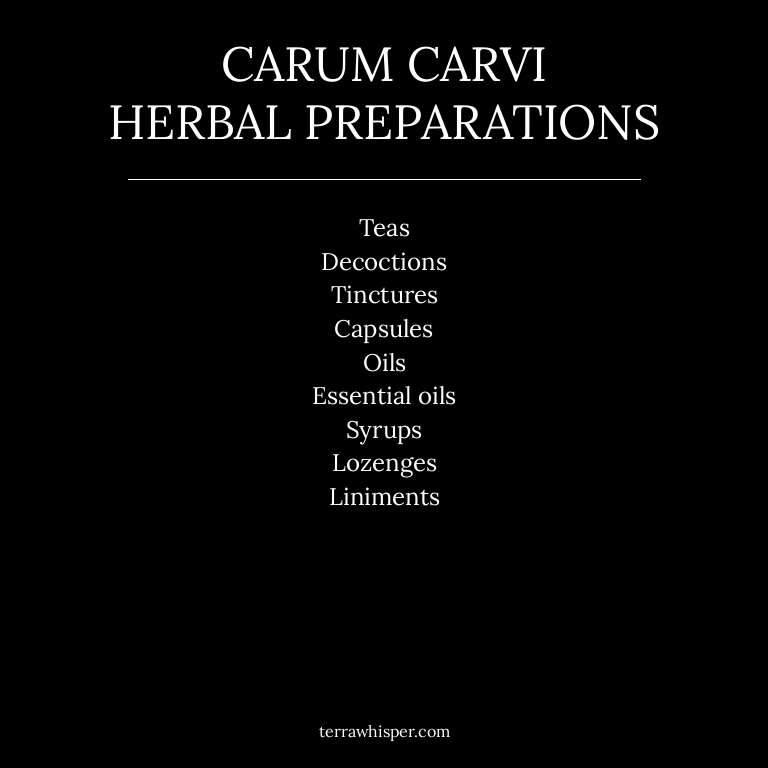 CARUM CARVI
HERBAL PREPARATIONS
Teas
Decoctions
Tinctures
Capsules
Oils
Essential oils
Syrups
Lozenges
Liniments
terrawhisper.com